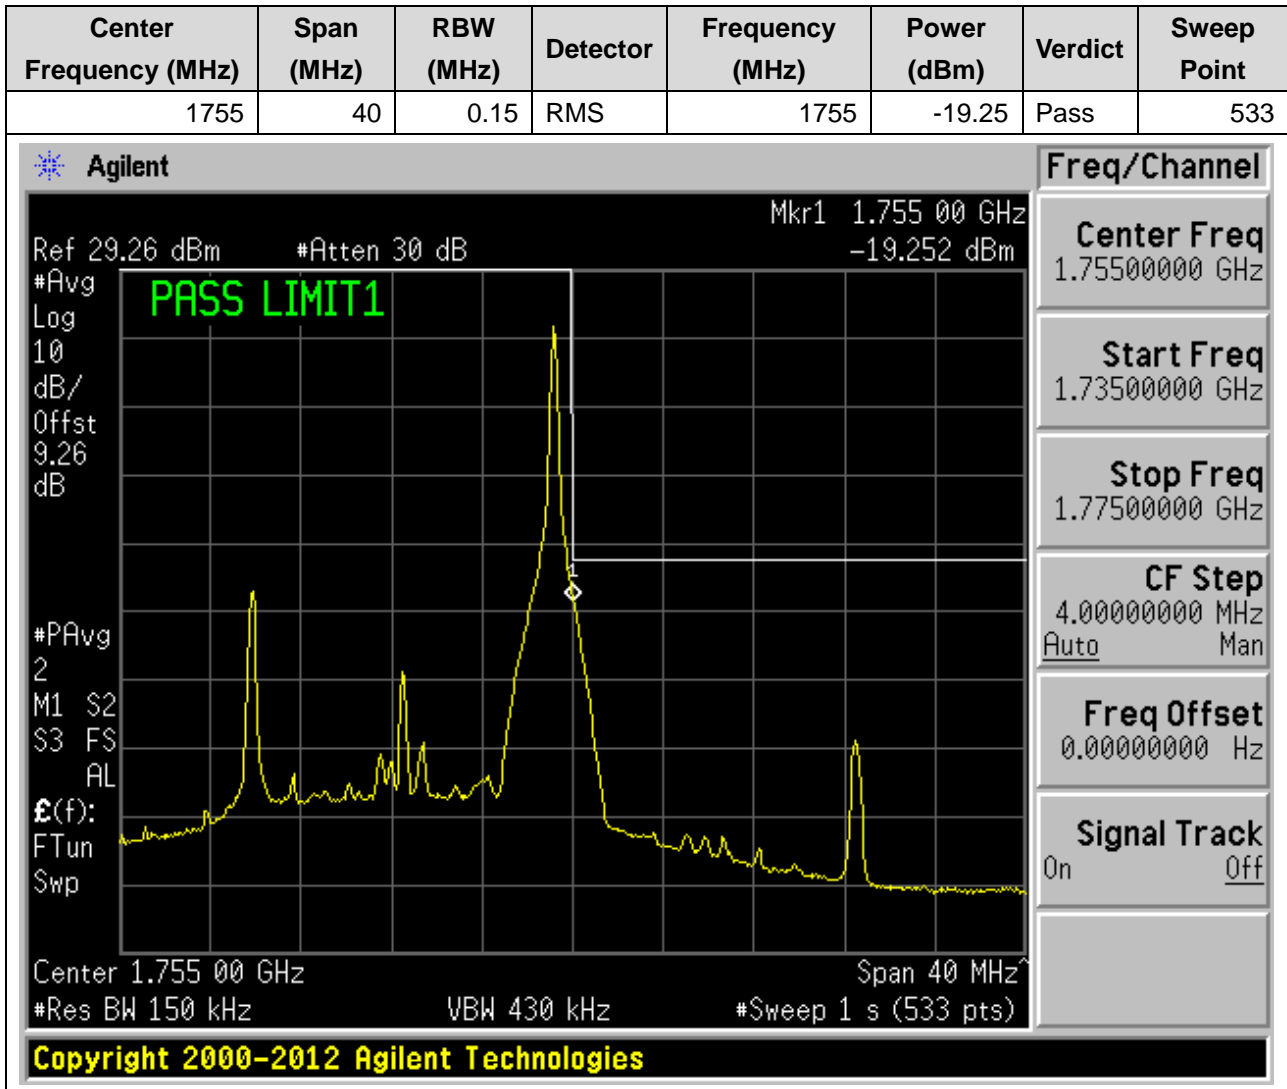 Center Frequency (MHz) Span (MHz) RBW (MHz) Detector Frequency (MHz) Power (dBm) Verdict Sweep Point
1755 40 0.15 RMS 1755 -19.25 Pass 533
Agilent
Freq/Channel
Mkr1 1.755 00 GHz
Ref 29.26 dBm #Atten 30 dB -19.252 dBm
#Avg
Log
10
dB/
Offst
9.26
dB
PASS LIMIT1
1
#PAvg
2
M1 S2
S3 FS
AL
£(f):
FTun
Swp
Center 1.755 00 GHz Span 40 MHz^
#Res BW 150 kHz VBW 430 kHz #Sweep 1 s (533 pts)
Center Freq
1.75500000 GHz
Start Freq
1.73500000 GHz
Stop Freq
1.77500000 GHz
CF Step
4.00000000 MHz
Auto Man
Freq Offset
0.00000000 Hz
Signal Track
On Off
Copyright 2000-2012 Agilent Technologies